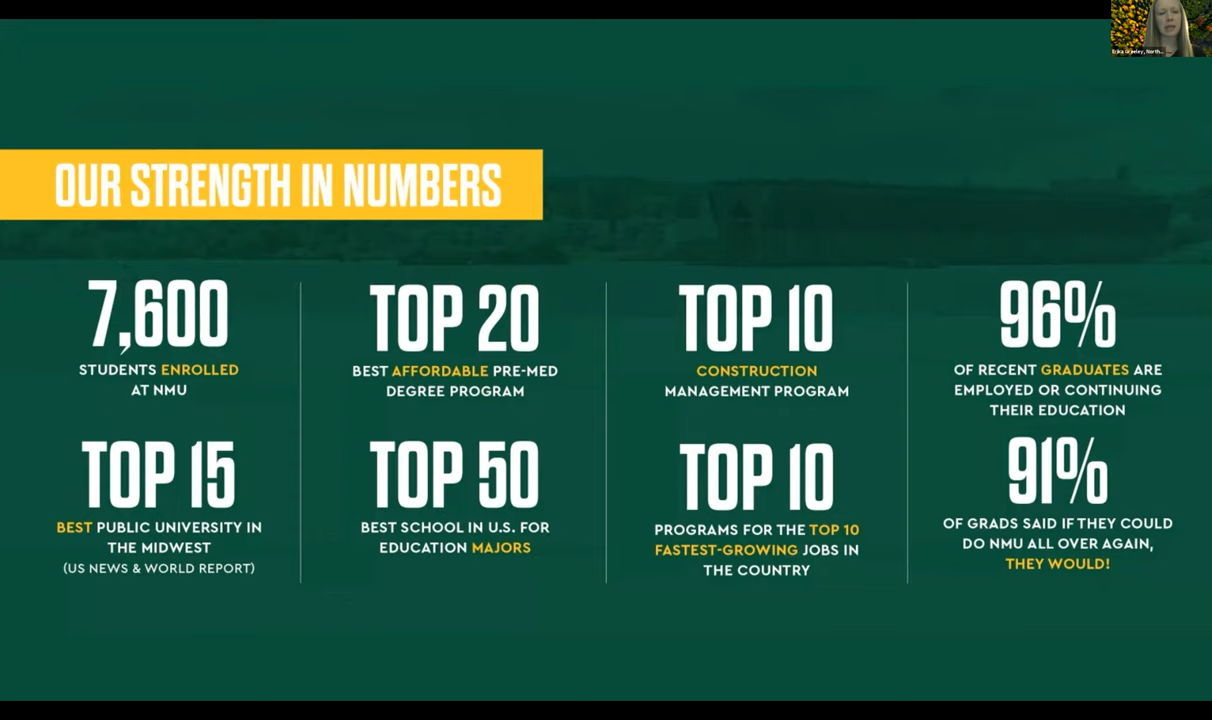 Erika Greeley, North...
OUR STRENGTH IN NUMBERS
7,600
STUDENTS ENROLLED
AT NMU
TOP 15
BEST PUBLIC UNIVERSITY IN
THE MIDWEST
(US NEWS & WORLD REPORT)
TOP 20
BEST AFFORDABLE PRE-MED
DEGREE PROGRAM
TOP 50
BEST SCHOOL IN U.S. FOR
EDUCATION MAJORS
TOP 10
CONSTRUCTION
MANAGEMENT PROGRAM
TOP 10
PROGRAMS FOR THE TOP 10
FASTEST-GROWING JOBS IN
THE COUNTRY
96%
OF RECENT GRADUATES ARE
EMPLOYED OR CONTINUING
THEIR EDUCATION
91%
OF GRADS SAID IF THEY COULD
DO NMU ALL OVER AGAIN,
THEY WOULD!